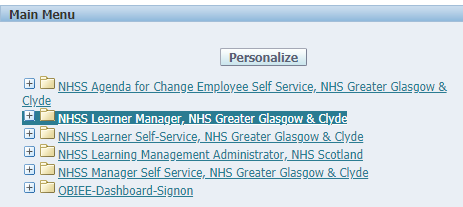 Main Menu
Personalize
NHSS Agenda for Change Employee Self Service, NHS Greater Glasgow &
Clyde
NHSS Learner Manager, NHS Greater Glasgow & Clyde
NHSS Learner Self-Service, NHS Greater Glasgow & Clyde
NHSS Learning Management Administrator, NHS Scotland
NHSS Manager Self Service, NHS Greater Glasgow & Clyde
OBIEE-Dashboard-Signon